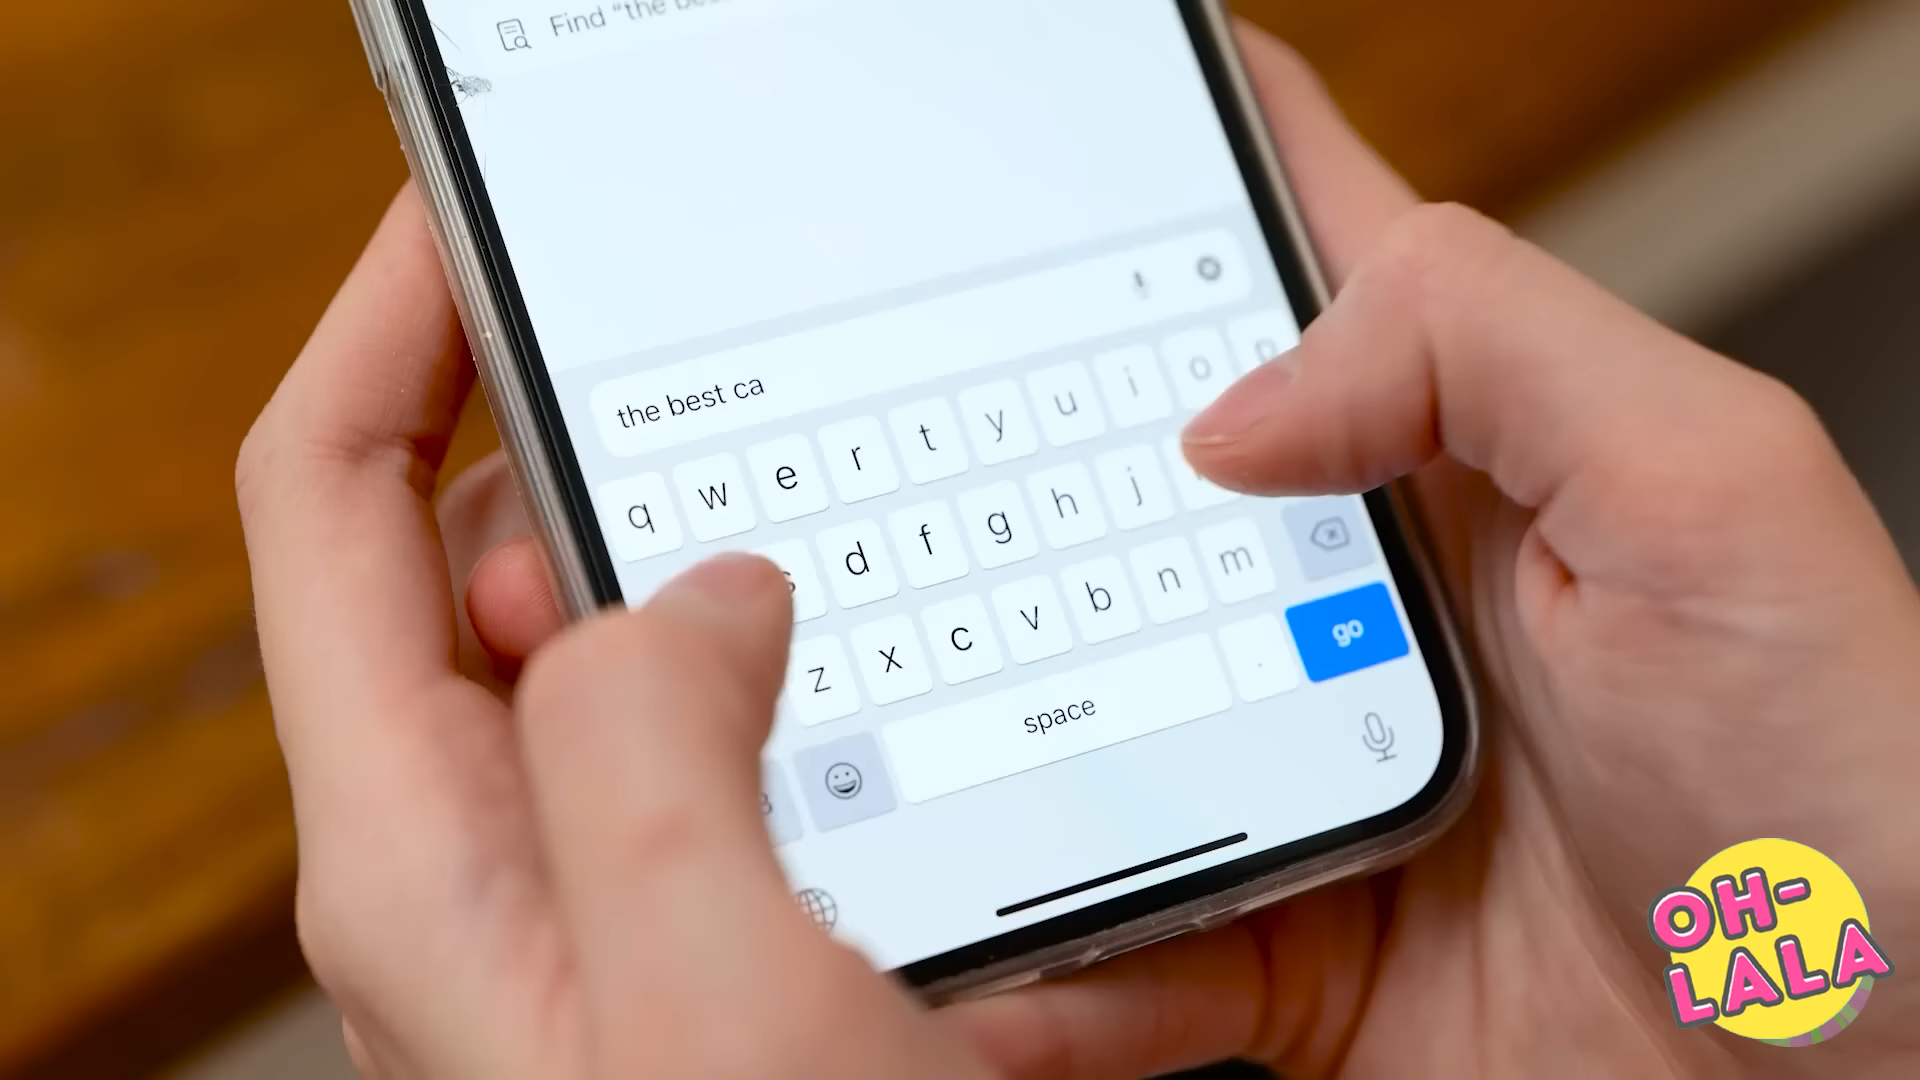 Find "the be
the best ca
q w e r t y u i o p
s d f g h j
z x c v b n m
space . go
OH-
LALA